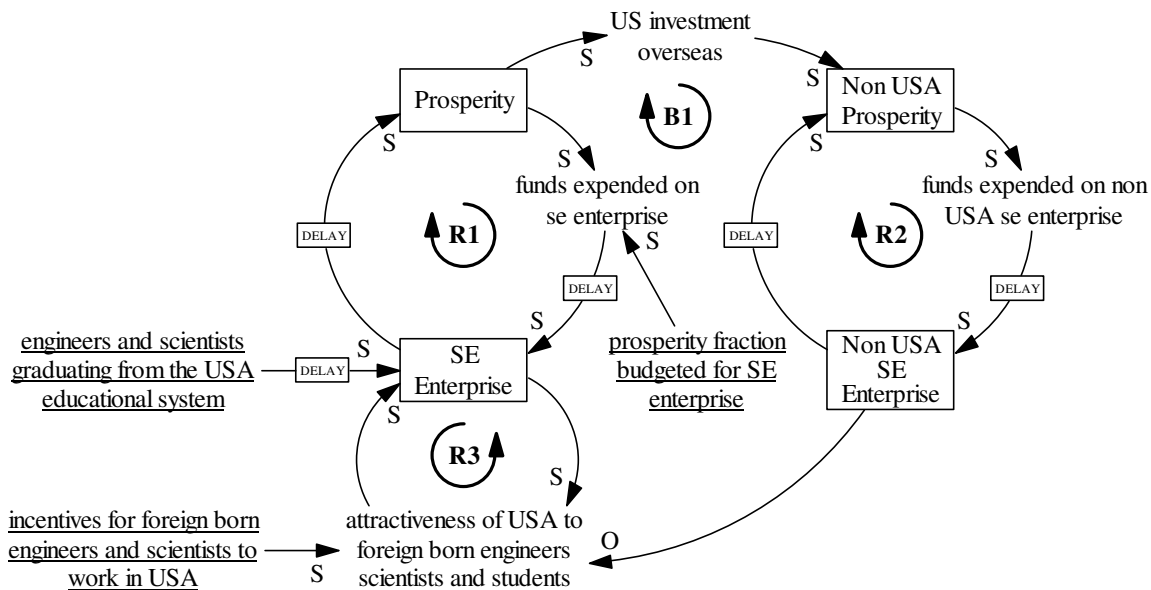 US investment
overseas
S
S
Prosperity
Non USA
Prosperity
B1
S
S
S
S
funds expended on
se enterprise
funds expended on non
USA se enterprise
DELAY
R1
S
DELAY
R2
DELAY
DELAY
S
S
engineers and scientists
graduating from the USA
educational system
S
DELAY
SE
Enterprise
prosperity fraction
budgeted for SE
enterprise
Non USA
SE
Enterprise
S
R3
S
incentives for foreign born
engineers and scientists to
work in USA
S
attractiveness of USA to
foreign born engineers
scientists and students
O